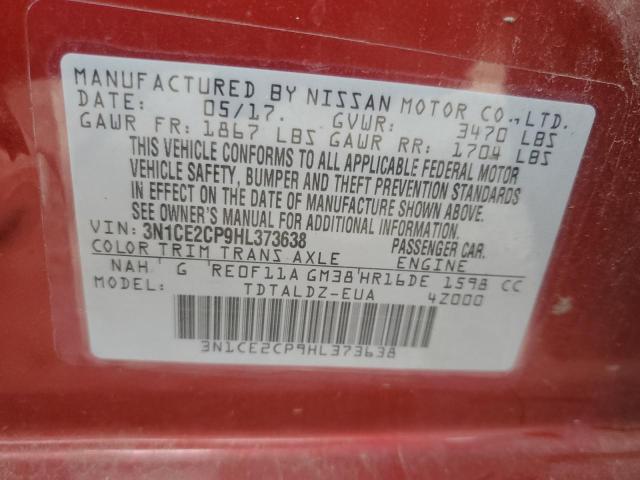 MANUFACTURED BY NISSAN MOTOR CO., LTD.
DATE: 05/17. GVWR: 3470 LBS
GAWR FR: 1867 LBS GAWR RR: 1704 LBS
THIS VEHICLE CONFORMS TO ALL APPLICABLE FEDERAL MOTOR
VEHICLE SAFETY, BUMPER AND THEFT PREVENTION STANDARDS
IN EFFECT ON THE DATE OF MANUFACTURE SHOWN ABOVE.
SEE OWNER'S MANUAL FOR ADDITIONAL INFORMATION.
VIN: 3N1CE2CP9HL373638 PASSENGER CAR.
COLOR TRIM TRANS AXLE ENGINE
NAH G RE0F11A GM38 HR16DE 1598 CC
MODEL: TDTALDZ-EUA 4Z000
3N1CE2CP9HL373638